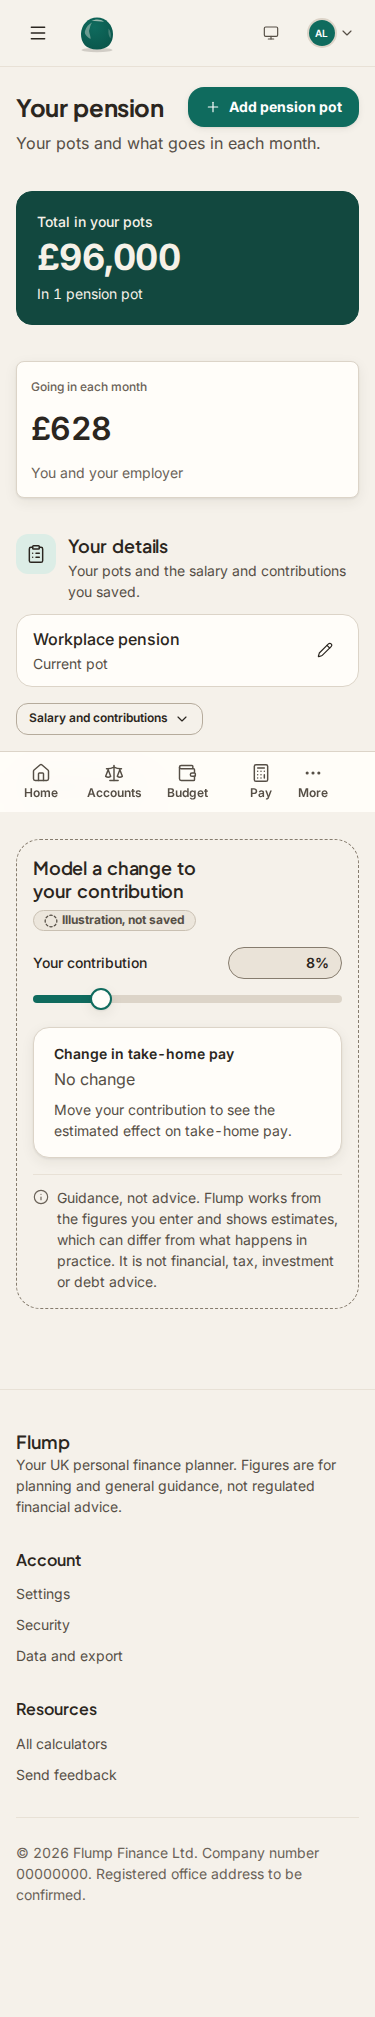 AL
Your pension
Add pension pot
Your pots and what goes in each month.
Total in your pots
£96,000
In 1 pension pot
Going in each month
£628
You and your employer
Your details
Your pots and the salary and contributions
you saved.
Workplace pension
Current pot
Salary and contributions
Home
Accounts
Budget
Pay
More
Model a change to
your contribution
Illustration, not saved
Your contribution
8%
Change in take-home pay
No change
Move your contribution to see the
estimated effect on take-home pay.
Guidance, not advice. Flump works from
the figures you enter and shows estimates,
which can differ from what happens in
practice. It is not financial, tax, investment
or debt advice.
Flump
Your UK personal finance planner. Figures are for
planning and general guidance, not regulated
financial advice.
Account
Settings
Security
Data and export
Resources
All calculators
Send feedback
© 2026 Flump Finance Ltd. Company number
00000000. Registered office address to be
confirmed.